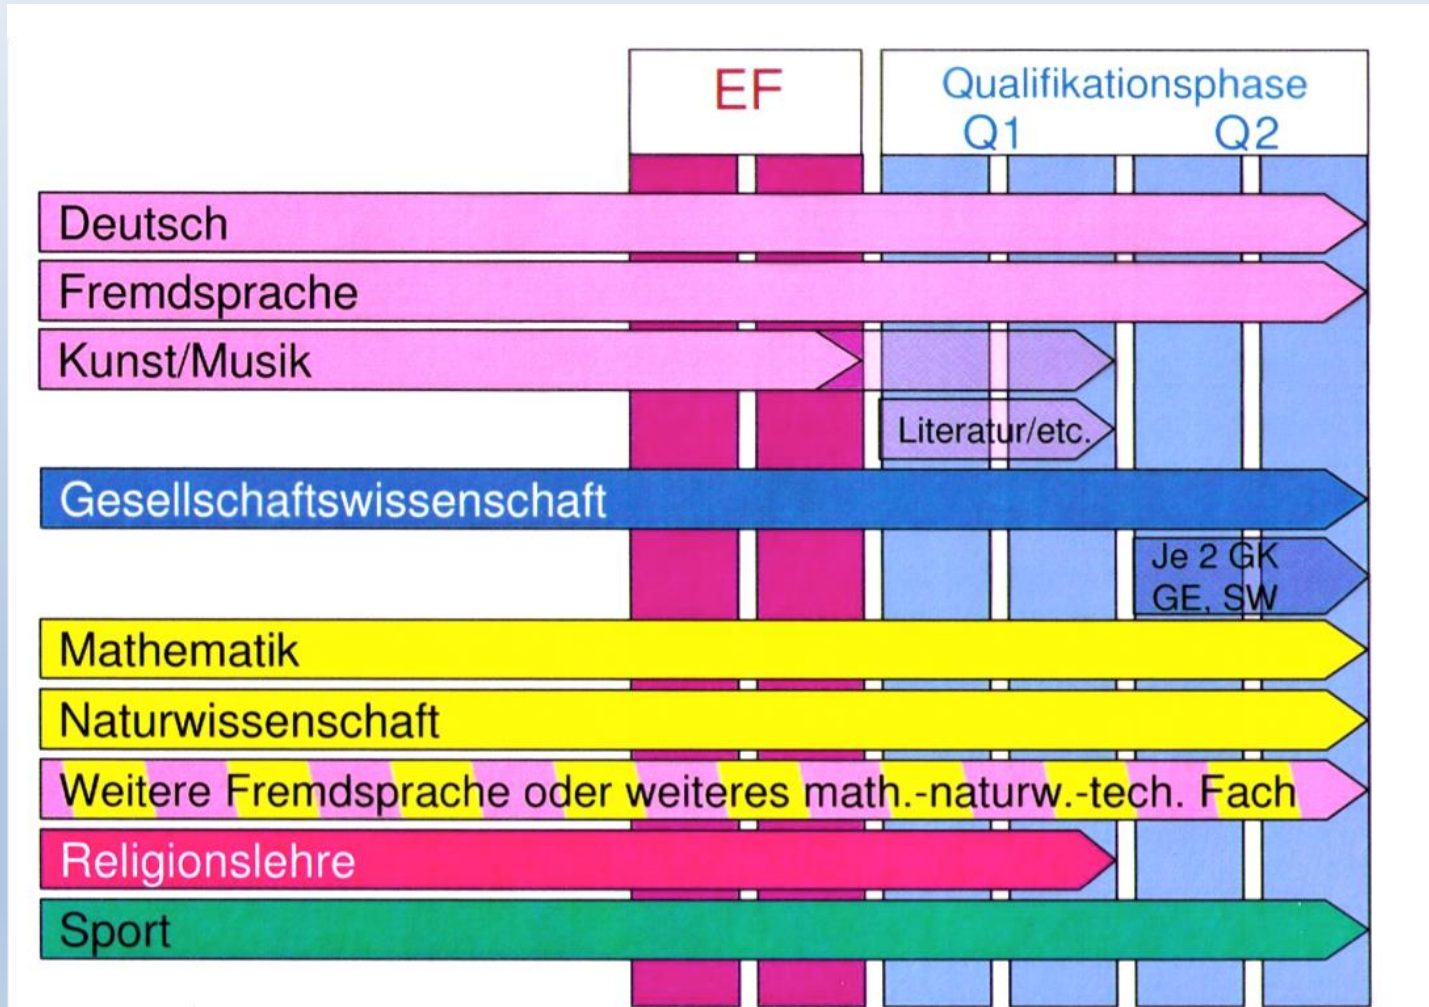 EF
Qualifikationsphase
Q1 Q2
Deutsch
Fremdsprache
Kunst/Musik
Literatur/etc.
Gesellschaftswissenschaft
Je 2 GK
GE, SW
Mathematik
Naturwissenschaft
Weitere Fremdsprache oder weiteres math.-naturw.-tech. Fach
Religionslehre
Sport